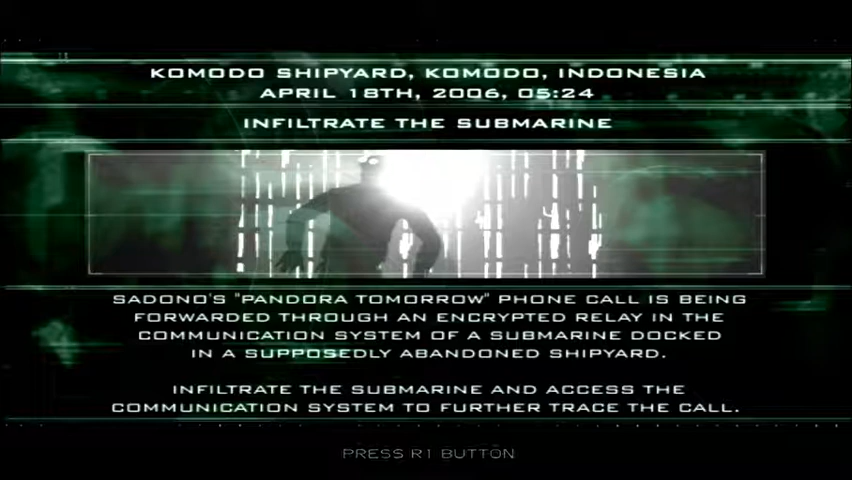 KOMODO SHIPYARD, KOMODO, INDONESIA
APRIL 18TH, 2006, 05:24
INFILTRATE THE SUBMARINE
SADONO'S "PANDORA TOMORROW" PHONE CALL IS BEING
FORWARDED THROUGH AN ENCRYPTED RELAY IN THE
COMMUNICATION SYSTEM OF A SUBMARINE DOCKED
IN A SUPPOSEDLY ABANDONED SHIPYARD.
INFILTRATE THE SUBMARINE AND ACCESS THE
COMMUNICATION SYSTEM TO FURTHER TRACE THE CALL.
PRESS R1 BUTTON